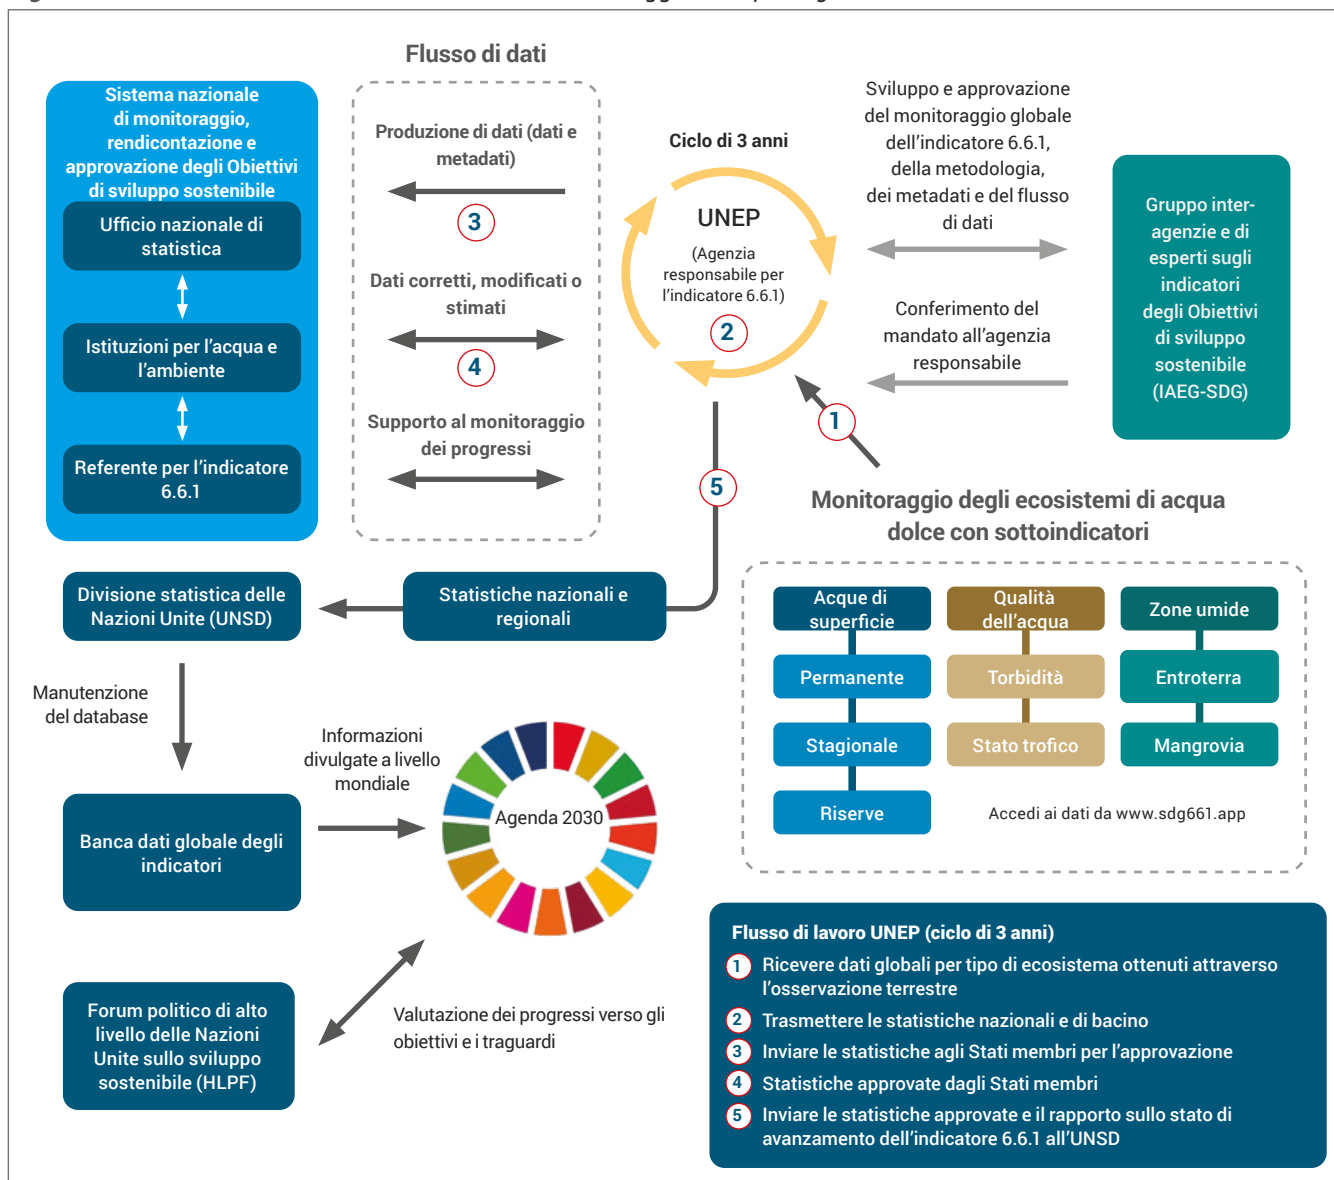 Flusso di dati
Sistema nazionale
di monitoraggio,
rendicontazione e
approvazione degli Obiettivi
di sviluppo sostenibile
Ufficio nazionale di
statistica
Istituzioni per l'acqua e
l'ambiente
Referente per l'indicatore
6.6.1
Produzione di dati (dati e
metadati)
3
Dati corretti, modificati o
stimati
4
Supporto al monitoraggio
dei progressi
Ciclo di 3 anni
UNEP
(Agenzia
responsabile per
l'indicatore 6.6.1)
2
Sviluppo e approvazione
del monitoraggio globale
dell'indicatore 6.6.1,
della metodologia,
dei metadati e del flusso
di dati
Conferimento del
mandato all'agenzia
responsabile
Gruppo inter-
agenzie e di
esperti sugli
indicatori
degli Obiettivi
di sviluppo
sostenibile
(IAEG-SDG)
1
5
Monitoraggio degli ecosistemi di acqua
dolce con sottoindicatori
Acque di
superficie
Permanente
Stagionale
Riserve
Qualità
dell'acqua
Torbidità
Stato trofico
Zone umide
Entroterra
Mangrovia
Accedi ai dati da www.sdg661.app
Statistiche nazionali e
regionali
Divisione statistica delle
Nazioni Unite (UNSD)
Manutenzione
del database
Banca dati globale degli
indicatori
Informazioni
divulgate a livello
mondiale
Agenda 2030
Valutazione dei progressi verso gli
obiettivi e i traguardi
Forum politico di alto
livello delle Nazioni
Unite sullo sviluppo
sostenibile (HLPF)
Flusso di lavoro UNEP (ciclo di 3 anni)
1 Ricevere dati globali per tipo di ecosistema ottenuti attraverso
l'osservazione terrestre
2 Trasmettere le statistiche nazionali e di bacino
3 Inviare le statistiche agli Stati membri per l'approvazione
4 Statistiche approvate dagli Stati membri
5 Inviare le statistiche approvate e il rapporto sullo stato di
avanzamento dell'indicatore 6.6.1 all'UNSD